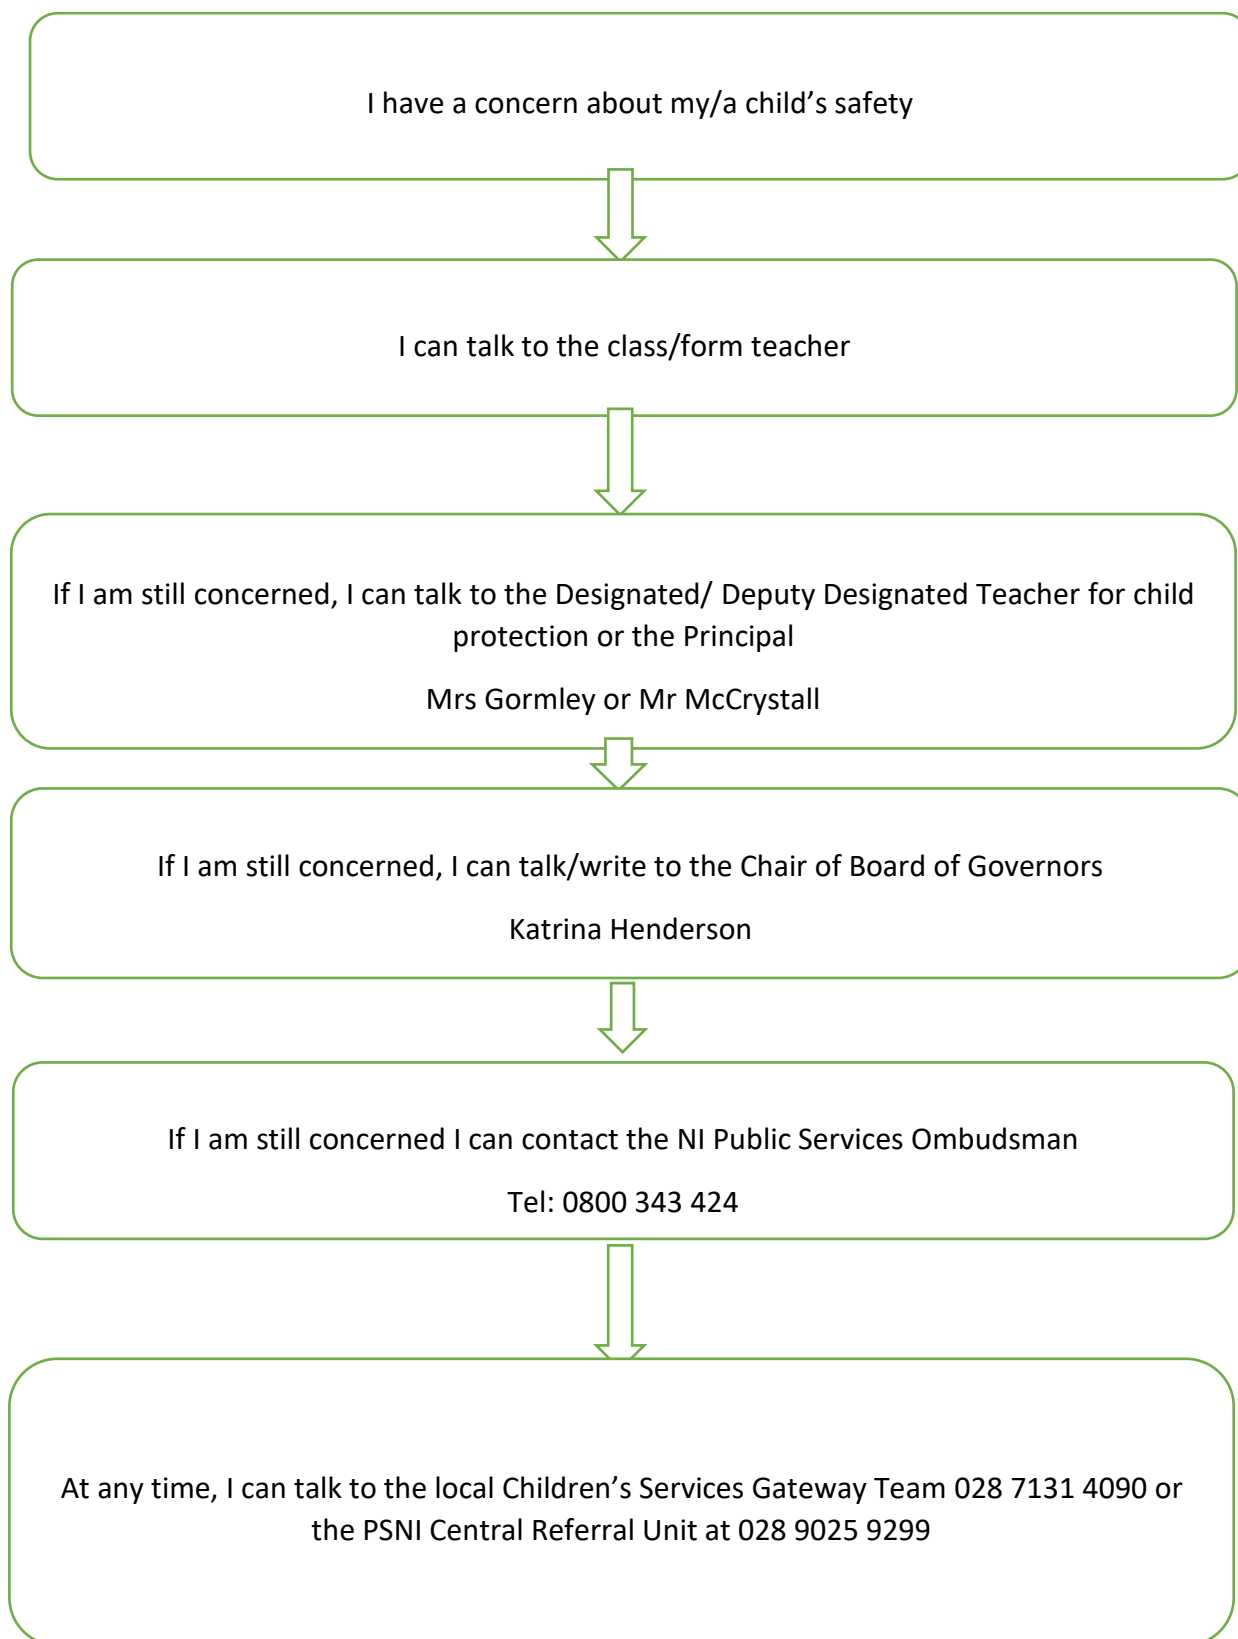 I have a concern about my/a child’s safety
I can talk to the class/form teacher
If I am still concerned, I can talk to the Designated/ Deputy Designated Teacher for child
protection or the Principal
Mrs Gormley or Mr McCrystall
If I am still concerned, I can talk/write to the Chair of Board of Governors
Katrina Henderson
If I am still concerned I can contact the NI Public Services Ombudsman
Tel: 0800 343 424
At any time, I can talk to the local Children’s Services Gateway Team 028 7131 4090 or
the PSNI Central Referral Unit at 028 9025 9299